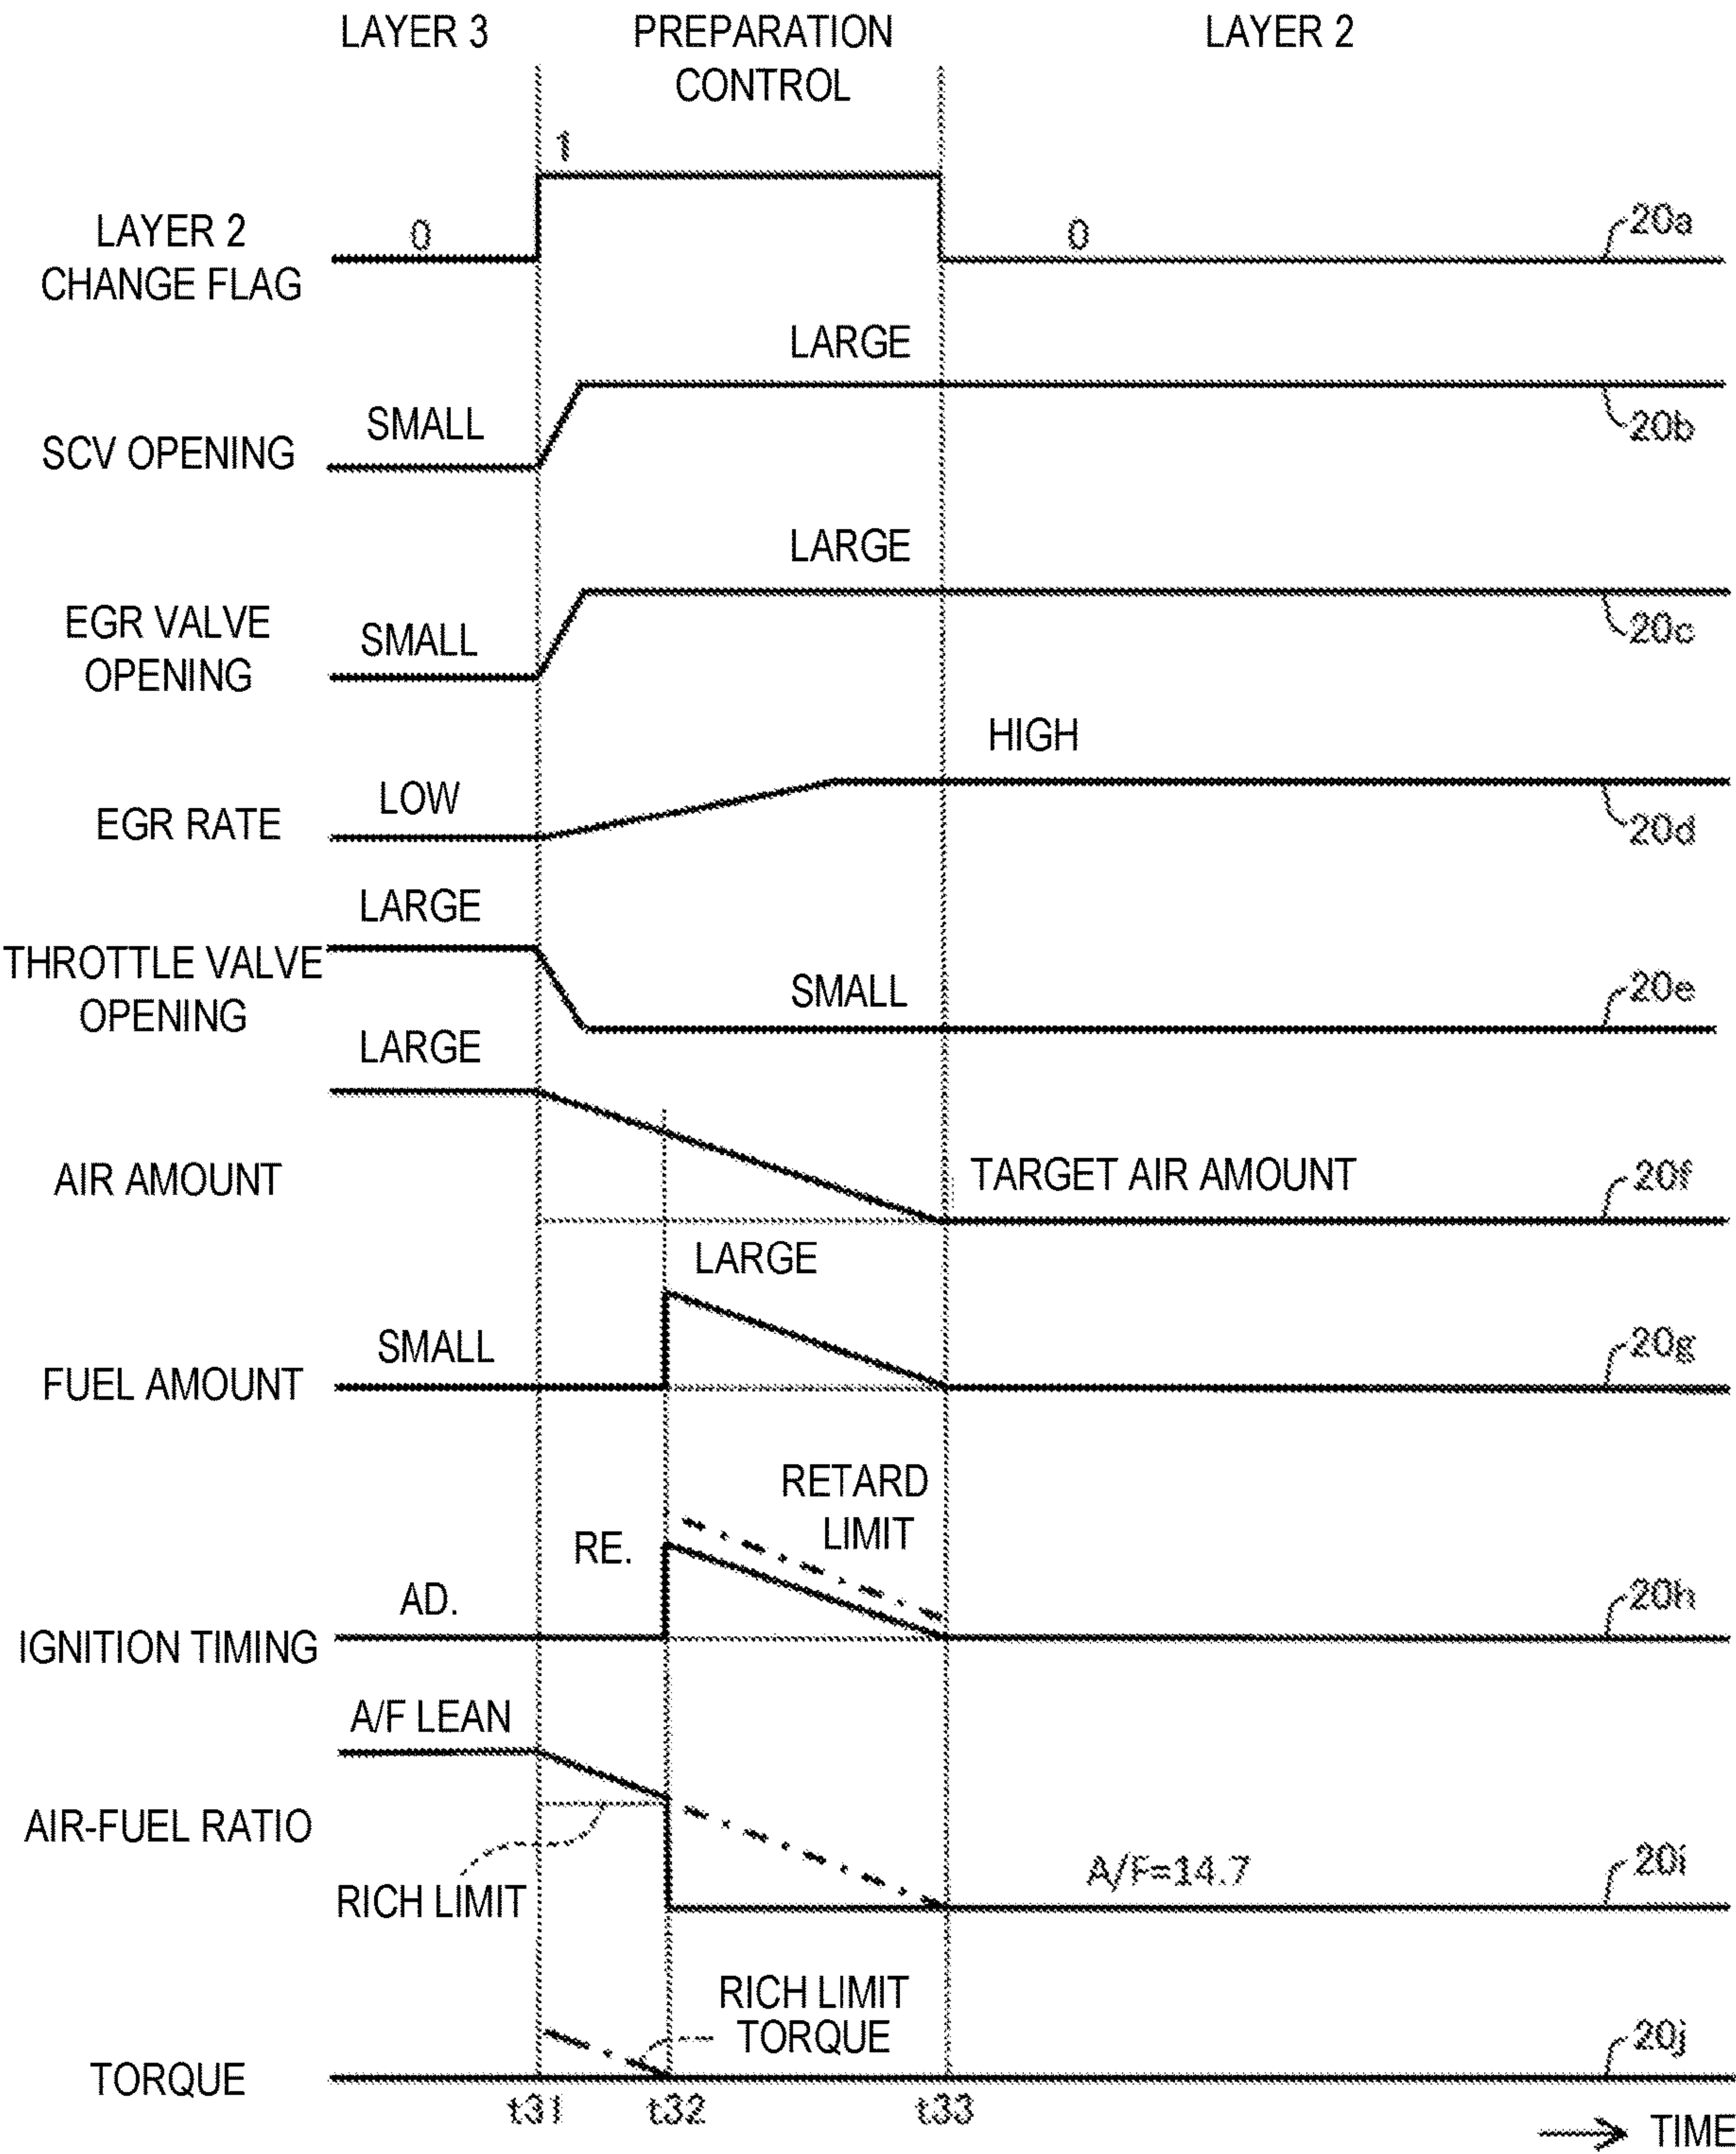 LAYER 3
PREPARATION
CONTROL
LAYER 2
1
LAYER 2
CHANGE FLAG
0
0
20a
LARGE
SMALL
SCV OPENING
20b
LARGE
EGR VALVE
OPENING
SMALL
20c
HIGH
LOW
EGR RATE
20d
LARGE
THROTTLE VALVE
OPENING
SMALL
20e
LARGE
AIR AMOUNT
TARGET AIR AMOUNT
20f
LARGE
SMALL
FUEL AMOUNT
20g
RETARD
LIMIT
RE.
AD.
IGNITION TIMING
20h
A/F LEAN
AIR-FUEL RATIO
RICH LIMIT
A/F=14.7
20i
RICH LIMIT
TORQUE
TORQUE
20j
t31
t32
t33
TIME